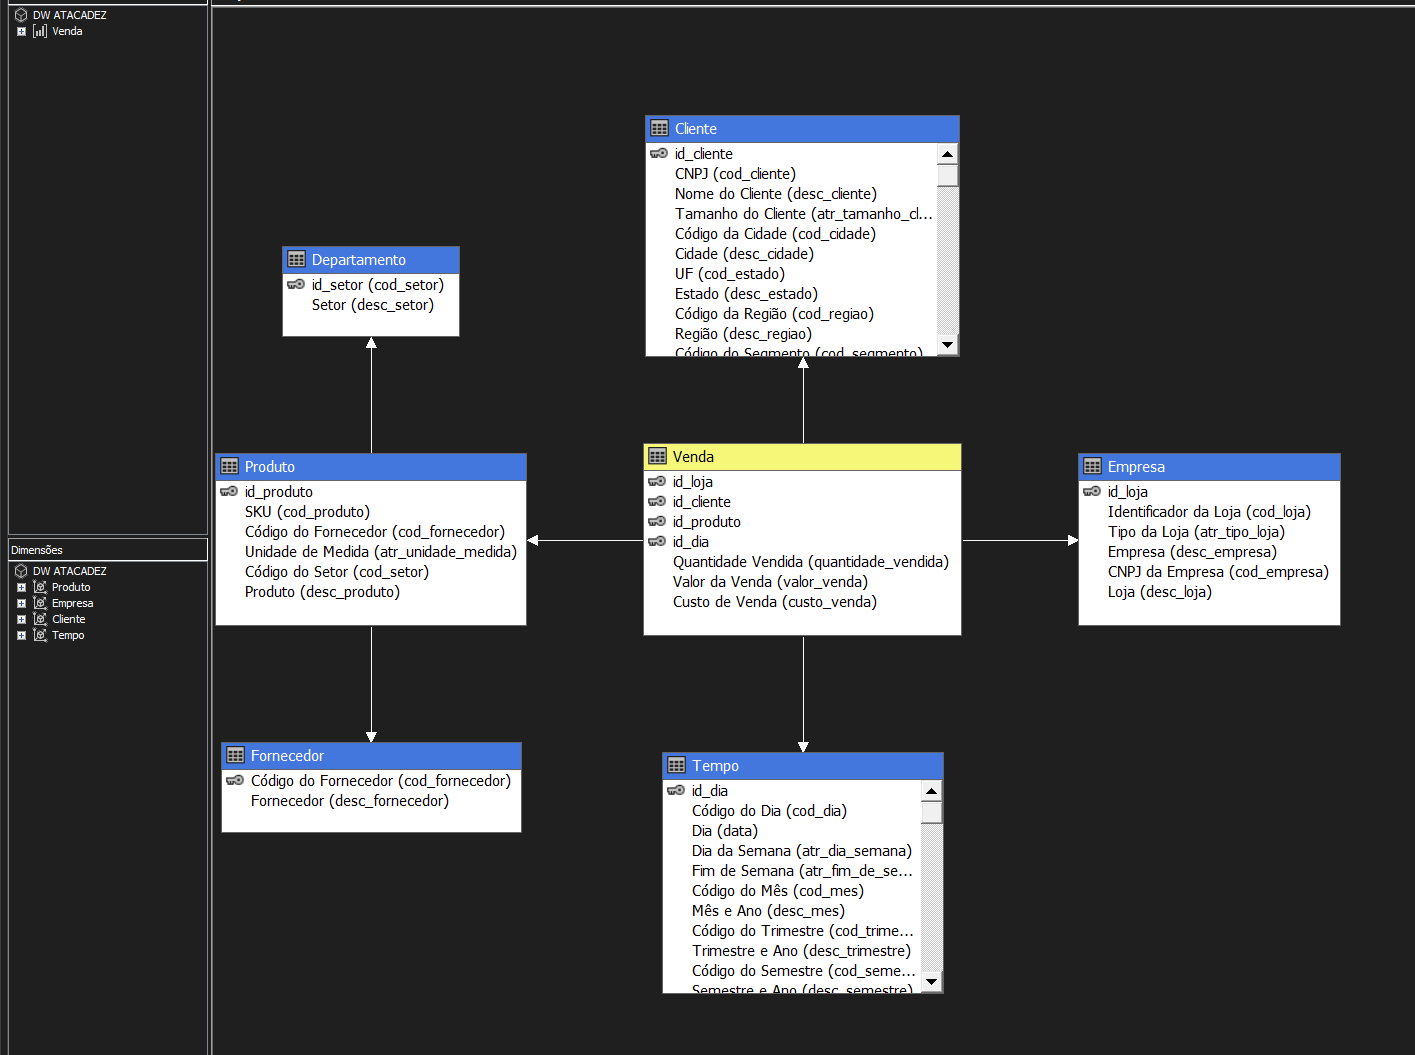 DW ATACADEZ
Venda
Dimensões
DW ATACADEZ
Produto
Empresa
Cliente
Tempo
Cliente
id_cliente
CNPJ (cod_cliente)
Nome do Cliente (desc_cliente)
Tamanho do Cliente (atr_tamanho_cl...
Código da Cidade (cod_cidade)
Cidade (desc_cidade)
UF (cod_estado)
Estado (desc_estado)
Código da Região (cod_regiao)
Região (desc_regiao)
Código do Segmento (cod_segmento)
Departamento
id_setor (cod_setor)
Setor (desc_setor)
Produto
id_produto
SKU (cod_produto)
Código do Fornecedor (cod_fornecedor)
Unidade de Medida (atr_unidade_medida)
Código do Setor (cod_setor)
Produto (desc_produto)
Venda
id_loja
id_cliente
id_produto
id_dia
Quantidade Vendida (quantidade_vendida)
Valor da Venda (valor_venda)
Custo de Venda (custo_venda)
Empresa
id_loja
Identificador da Loja (cod_loja)
Tipo da Loja (atr_tipo_loja)
Empresa (desc_empresa)
CNPJ da Empresa (cod_empresa)
Loja (desc_loja)
Fornecedor
Código do Fornecedor (cod_fornecedor)
Fornecedor (desc_fornecedor)
Tempo
id_dia
Código do Dia (cod_dia)
Dia (data)
Dia da Semana (atr_dia_semana)
Fim de Semana (atr_fim_de_se...
Código do Mês (cod_mes)
Mês e Ano (desc_mes)
Código do Trimestre (cod_trime...
Trimestre e Ano (desc_trimestre)
Código do Semestre (cod_seme...
Semestre e Ano (desc_semestre)